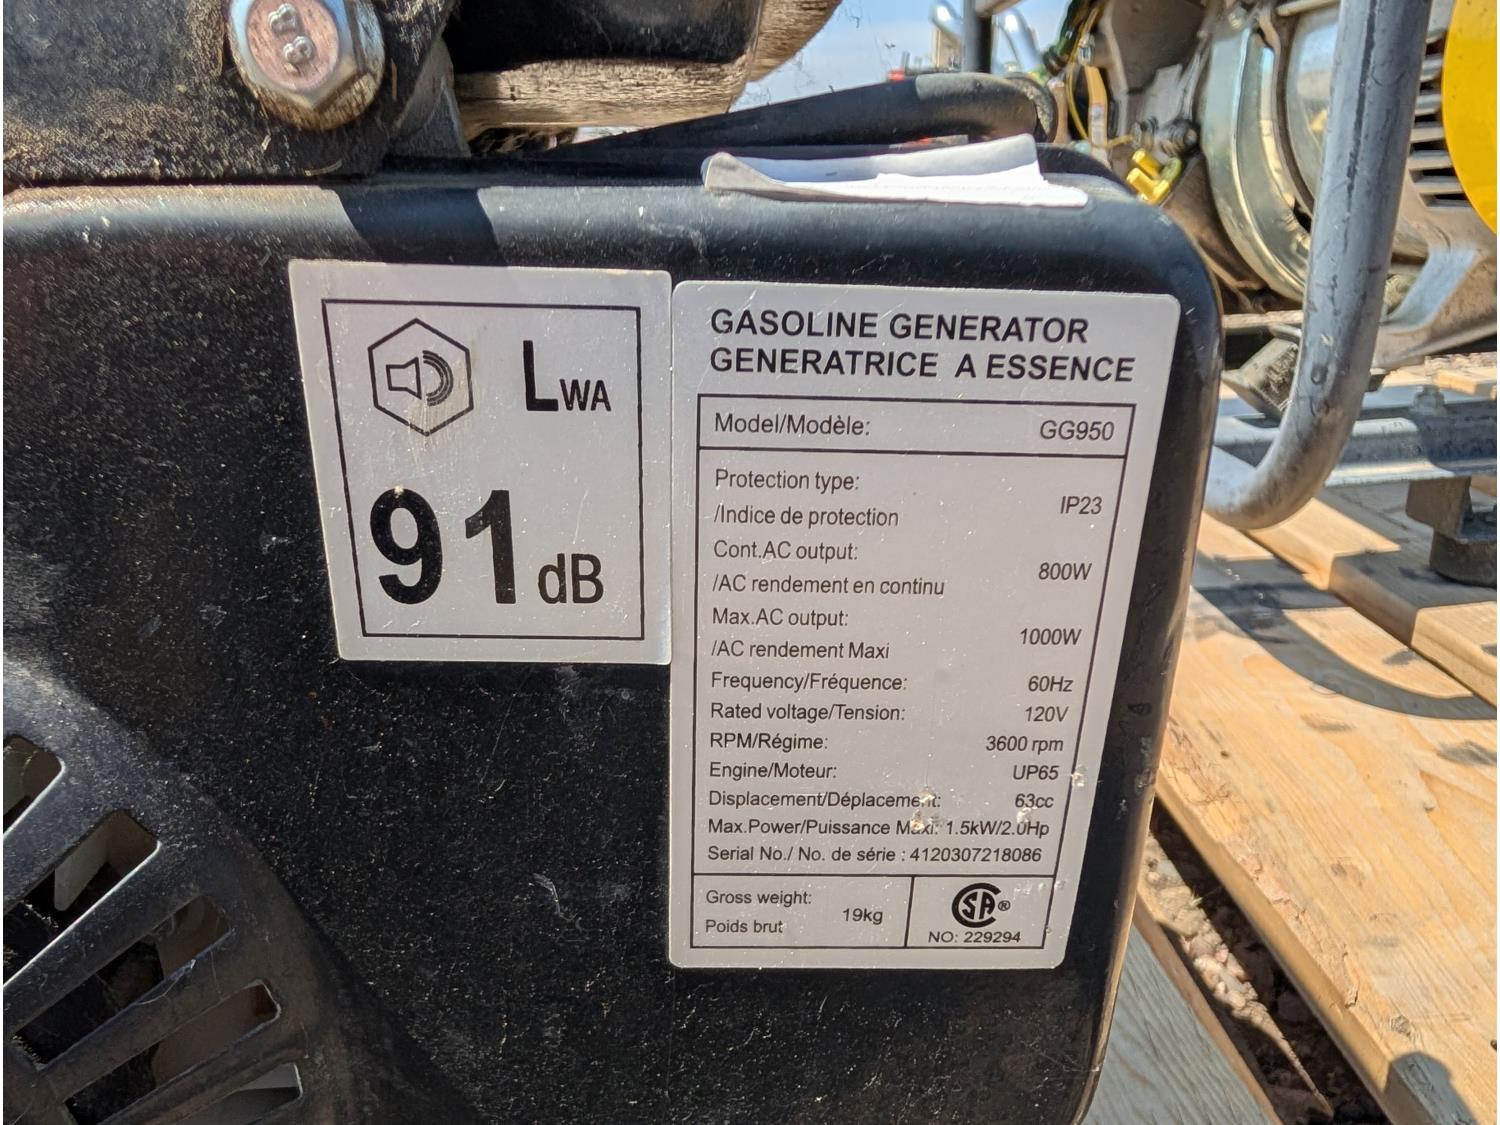 8.8
LWA
91 dB
GASOLINE GENERATOR
GENERATRICE A ESSENCE
Model/Modèle: GG950
Protection type:
/Indice de protection IP23
Cont.AC output:
/AC rendement en continu 800W
Max.AC output:
/AC rendement Maxi 1000W
Frequency/Fréquence: 60Hz
Rated voltage/Tension: 120V
RPM/Régime: 3600 rpm
Engine/Moteur: UP65
Displacement/Déplacement: 63cc
Max.Power/Puissance Maxi: 1.5kW/2.0Hp
Serial No./ No. de série : 4120307218086
Gross weight:
Poids brut 19kg
SA®
NO: 229294